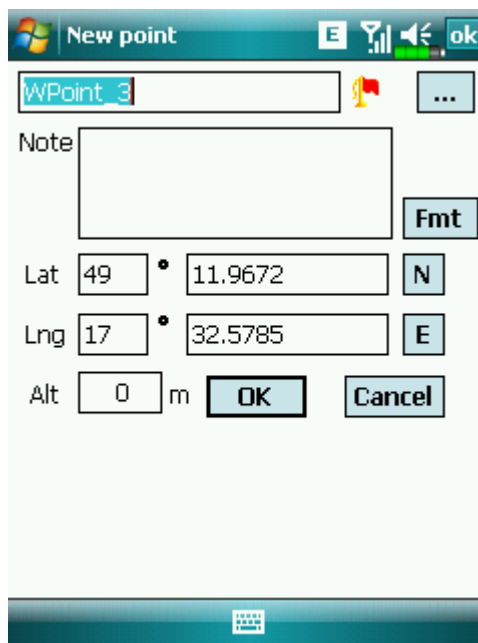 New point E ok
WPoint_3 ...
Note
Fmt
Lat 49 ° 11.9672 N
Lng 17 ° 32.5785 E
Alt 0 m OK Cancel